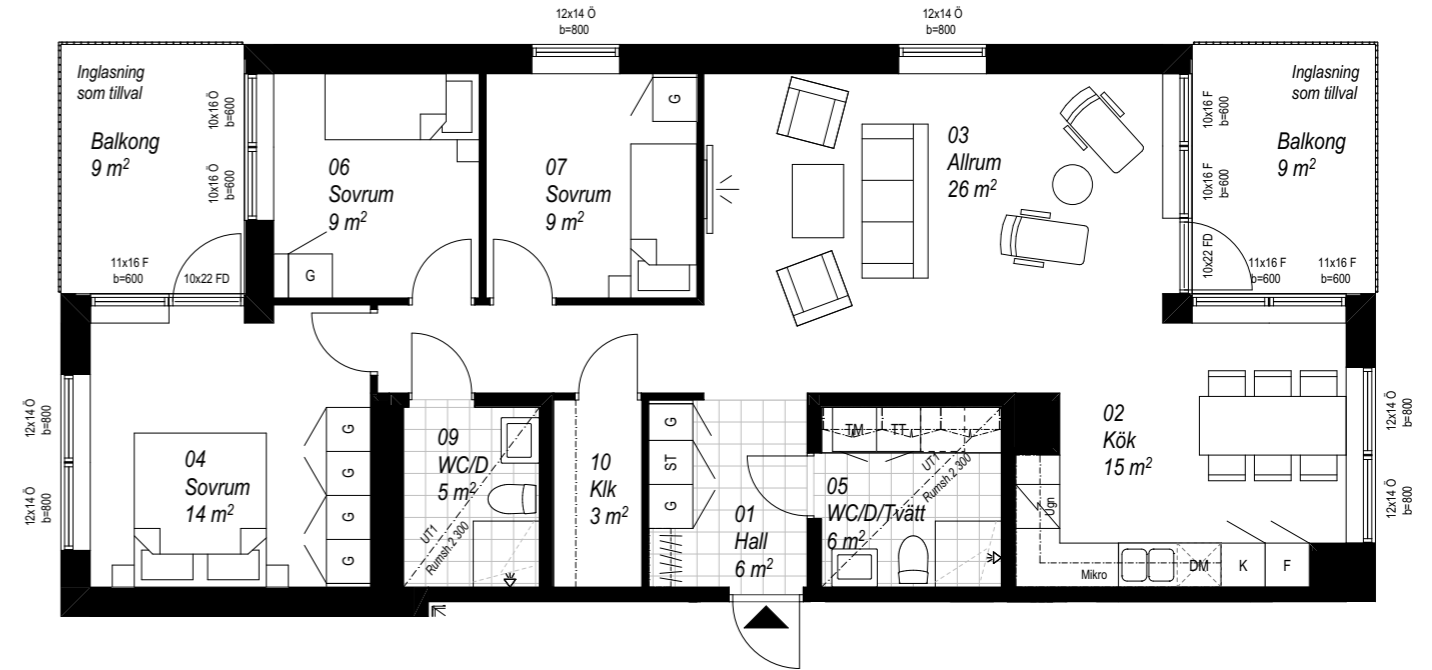 12x14 Ö
b=800
12x14 Ö
b=800
Inglasning
som tillval
Balkong
9 m²
10x16 Ö
b=600
10x16 Ö
b=600
11x16 F
b=600
10x22 FD
06
Sovrum
9 m²
G
07
Sovrum
9 m²
G
03
Allrum
26 m²
10x16 F
b=600
10x16 F
b=600
10x22 FD
Inglasning
som tillval
Balkong
9 m²
11x16 F
b=600
11x16 F
b=600
12x14 Ö
b=800
12x14 Ö
b=800
04
Sovrum
14 m²
G
G
G
G
09
WC/D
5 m²
UT1
Rumsh.2 300
10
Klk
3 m²
G
ST
G
01
Hall
6 m²
TM
TT
UT1
Rumsh.2 300
05
WC/D/Tvätt
6 m²
02
Kök
15 m²
Ugn
Mikro
DM
K
F
12x14 Ö
b=800
12x14 Ö
b=800